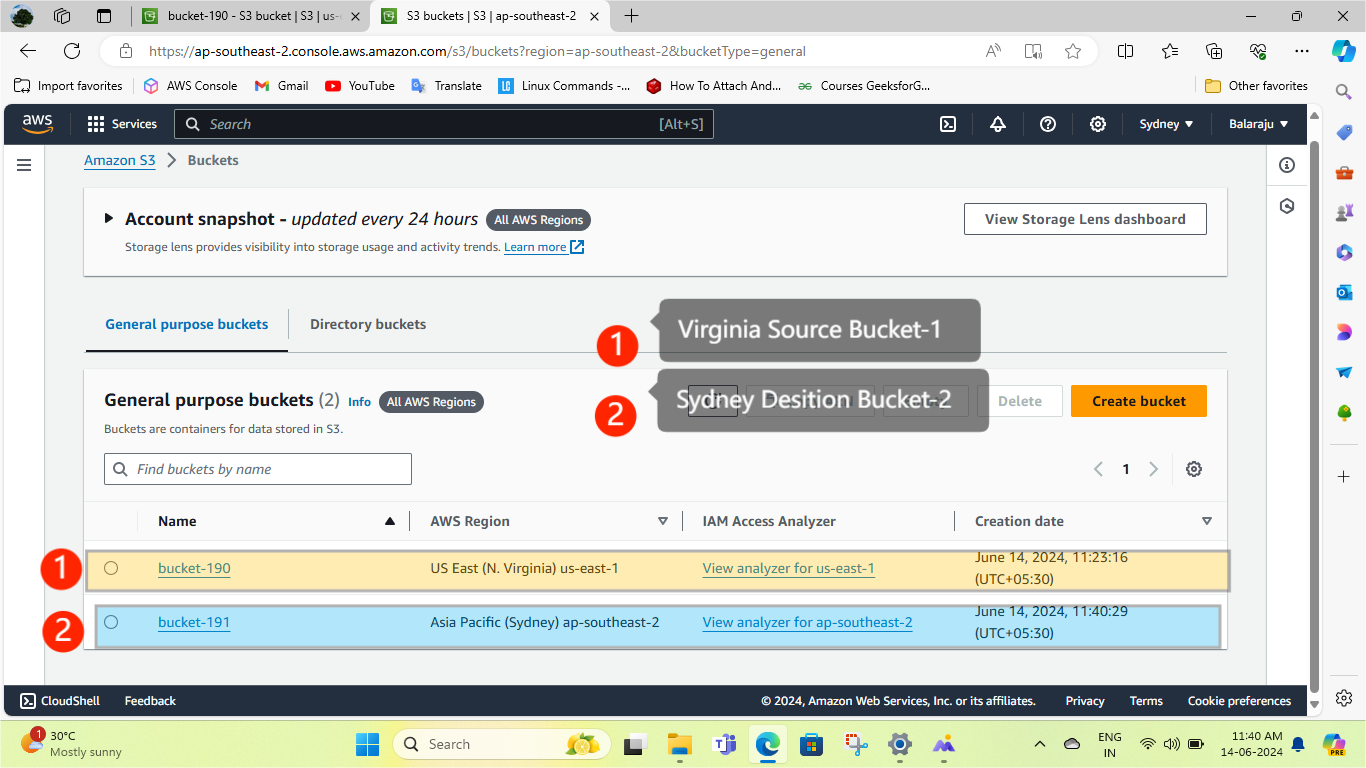 bucket-190 - S3 bucket | S3 | us-
S3 buckets | S3 | ap-southeast-2
https://ap-southeast-2.console.aws.amazon.com/s3/buckets?region=ap-southeast-2&bucketType=general
Import favorites
AWS Console
Gmail
YouTube
Translate
LC
Linux Commands -...
How To Attach And...
Courses GeeksforG...
Other favorites
aws
Services
Search
[Alt+S]
Sydney
Balaraju
Amazon S3
Buckets
Account snapshot - updated every 24 hours
All AWS Regions
Storage lens provides visibility into storage usage and activity trends. Learn more
View Storage Lens dashboard
General purpose buckets
Directory buckets
1
Virginia Source Bucket-1
2
Sydney Desition Bucket-2
General purpose buckets (2)
Info
All AWS Regions
Buckets are containers for data stored in S3.
Delete
Create bucket
Find buckets by name
1
Name
AWS Region
IAM Access Analyzer
Creation date
1
bucket-190
US East (N. Virginia) us-east-1
View analyzer for us-east-1
June 14, 2024, 11:23:16
(UTC+05:30)
2
bucket-191
Asia Pacific (Sydney) ap-southeast-2
View analyzer for ap-southeast-2
June 14, 2024, 11:40:29
(UTC+05:30)
CloudShell
Feedback
© 2024, Amazon Web Services, Inc. or its affiliates.
Privacy
Terms
Cookie preferences
1
30°C
Mostly sunny
Search
ENG
IN
11:40 AM
14-06-2024
PRE